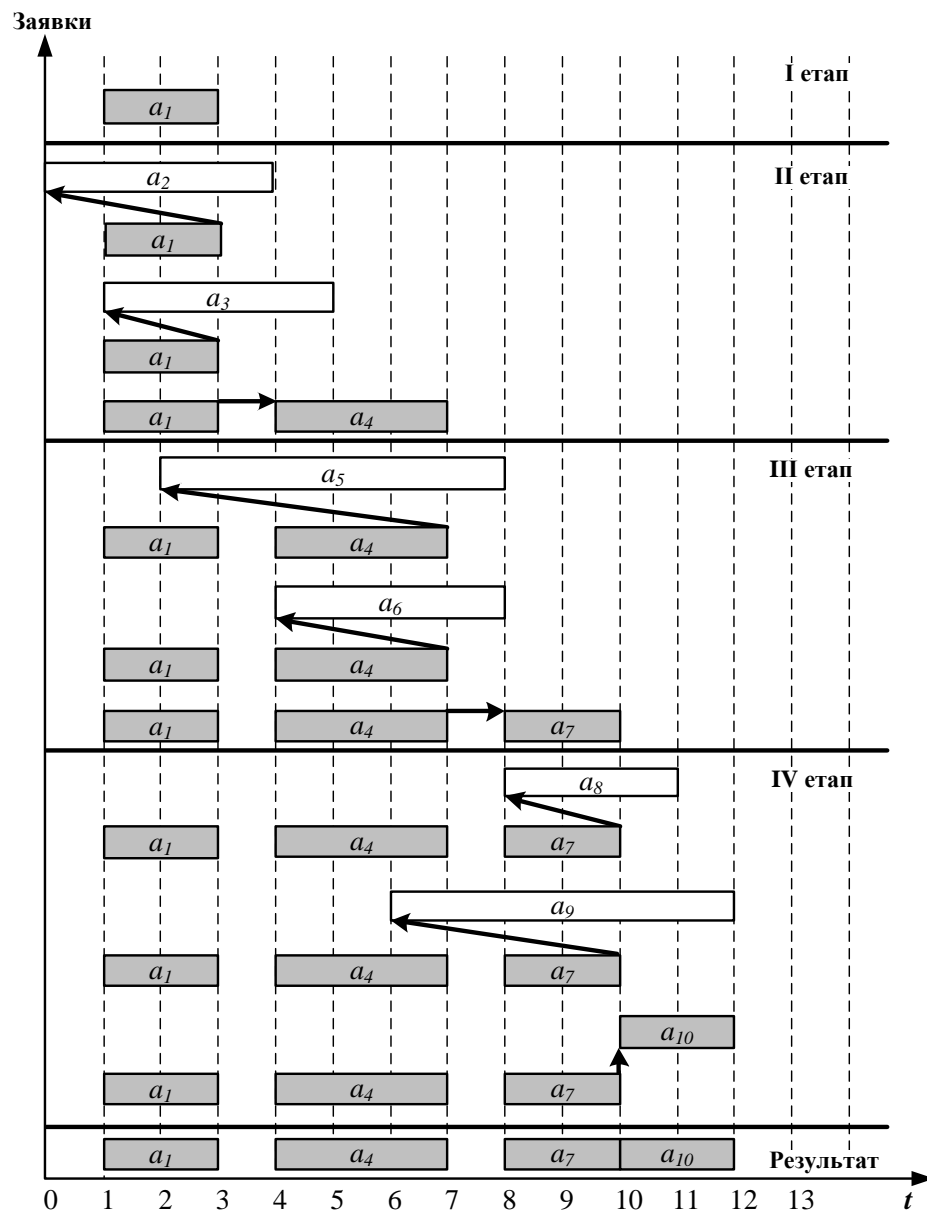 Заявки
I етап
a1
a2
II етап
a1
a3
a1
a1 a4
III етап
a5
a1 a4
a6
a1 a4
a1 a4 a7
IV етап
a8
a1 a4 a7
a9
a1 a4 a7
a10
a1 a4 a7
a1 a4 a7 a10 Результат
0 1 2 3 4 5 6 7 8 9 10 11 12 13 t